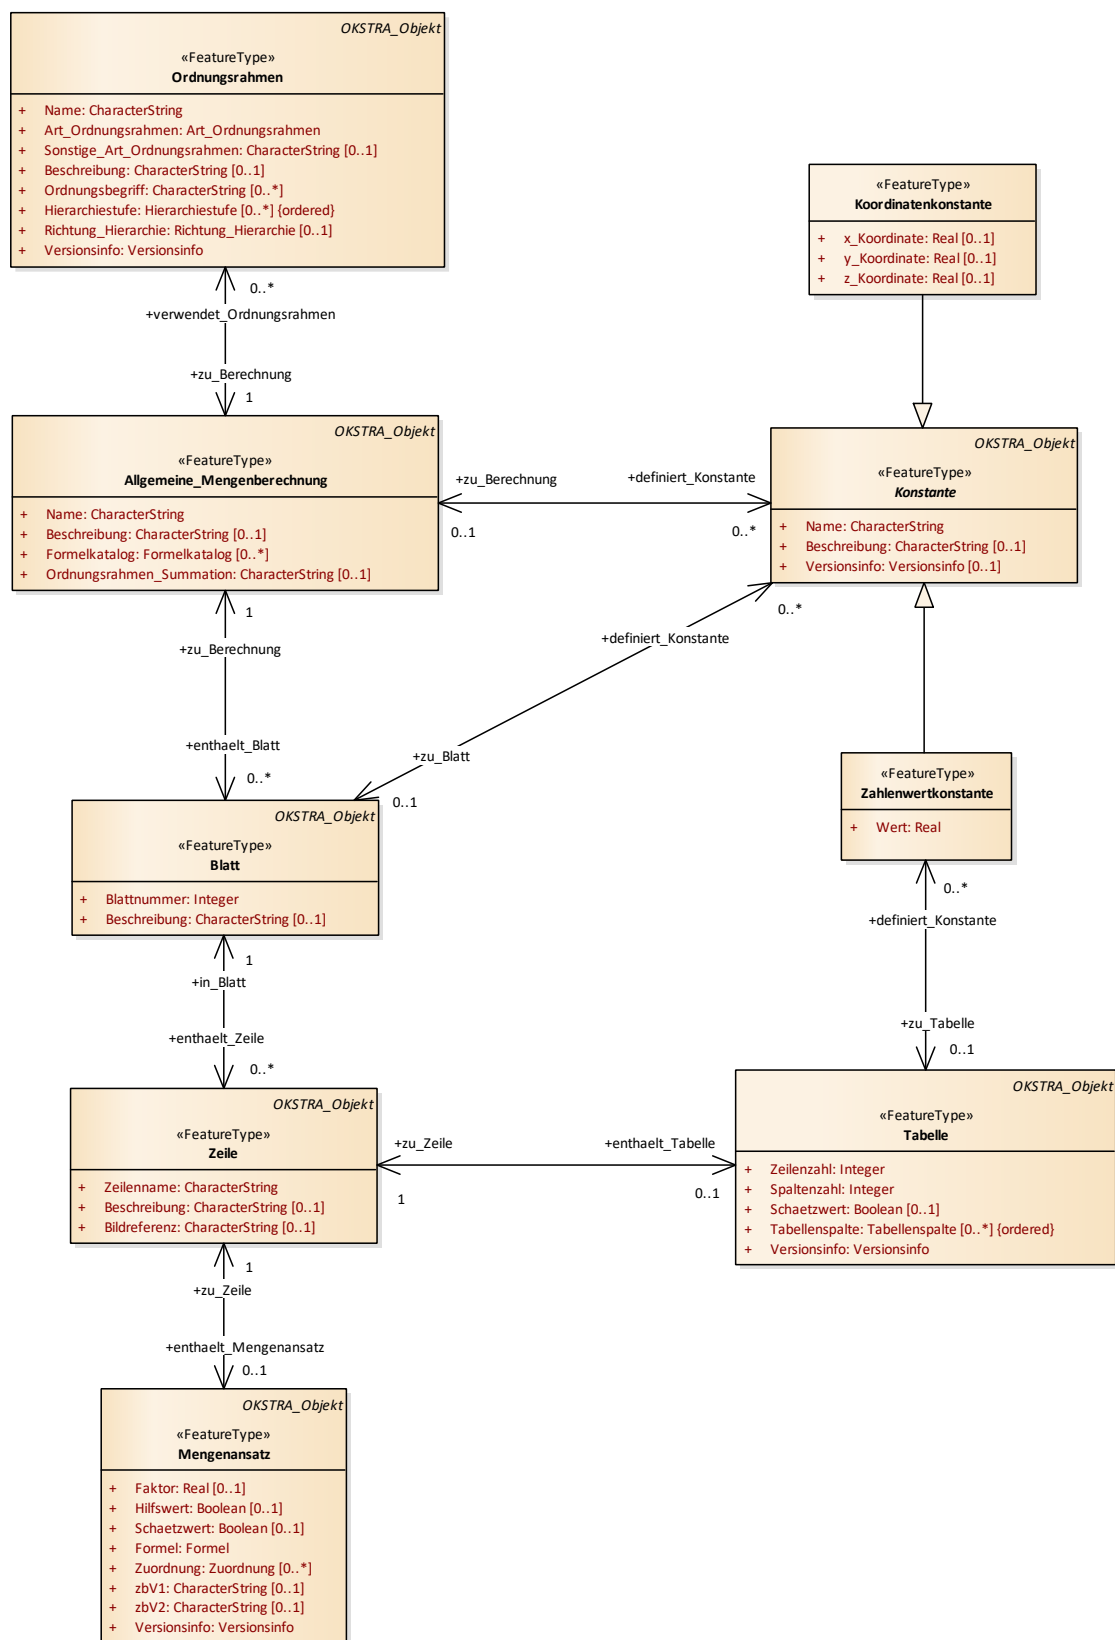 OKSTRA_Objekt
«FeatureType»
Ordnungsrahmen
+ Name: CharacterString
+ Art_Ordnungsrahmen: Art_Ordnungsrahmen
+ Sonstige_Art_Ordnungsrahmen: CharacterString [0..1]
+ Beschreibung: CharacterString [0..1]
+ Ordnungsbegriff: CharacterString [0..*]
+ Hierarchiestufe: Hierarchiestufe [0..*] {ordered}
+ Richtung_Hierarchie: Richtung_Hierarchie [0..1]
+ Versionsinfo: Versionsinfo
«FeatureType»
Koordinatenkonstante
+ x_Koordinate: Real [0..1]
+ y_Koordinate: Real [0..1]
+ z_Koordinate: Real [0..1]
0..*
+verwendet_Ordnungsrahmen
+zu_Berechnung
1
OKSTRA_Objekt
«FeatureType»
Allgemeine_Mengenberechnung
+ Name: CharacterString
+ Beschreibung: CharacterString [0..1]
+ Formelkatalog: Formelkatalog [0..*]
+ Ordnungsrahmen_Summation: CharacterString [0..1]
+zu_Berechnung
0..1
+definiert_Konstante
0..*
OKSTRA_Objekt
«FeatureType»
Konstante
+ Name: CharacterString
+ Beschreibung: CharacterString [0..1]
+ Versionsinfo: Versionsinfo [0..1]
1
+zu_Berechnung
+enthaelt_Blatt
0..*
0..*
+definiert_Konstante
+zu_Blatt
0..1
OKSTRA_Objekt
«FeatureType»
Blatt
+ Blattnummer: Integer
+ Beschreibung: CharacterString [0..1]
«FeatureType»
Zahlenwertkonstante
+ Wert: Real
0..*
+definiert_Konstante
+zu_Tabelle
0..1
1
+in_Blatt
+enthaelt_Zeile
0..*
OKSTRA_Objekt
«FeatureType»
Zeile
+ Zeilenname: CharacterString
+ Beschreibung: CharacterString [0..1]
+ Bildreferenz: CharacterString [0..1]
+zu_Zeile
1
+enthaelt_Tabelle
0..1
OKSTRA_Objekt
«FeatureType»
Tabelle
+ Zeilenzahl: Integer
+ Spaltenzahl: Integer
+ Schaetzwert: Boolean [0..1]
+ Tabellenspalte: Tabellenspalte [0..*] {ordered}
+ Versionsinfo: Versionsinfo
1
+zu_Zeile
+enthaelt_Mengenansatz
0..1
OKSTRA_Objekt
«FeatureType»
Mengenansatz
+ Faktor: Real [0..1]
+ Hilfswert: Boolean [0..1]
+ Schaetzwert: Boolean [0..1]
+ Formel: Formel
+ Zuordnung: Zuordnung [0..*]
+ zbV1: CharacterString [0..1]
+ zbV2: CharacterString [0..1]
+ Versionsinfo: Versionsinfo